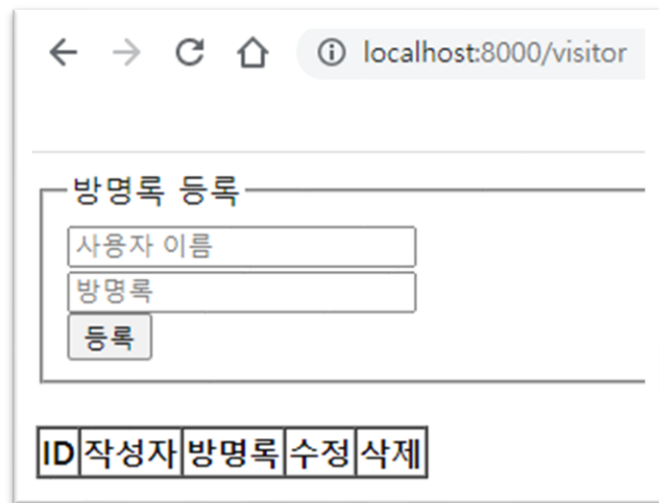 localhost:8000/visitor
방명록 등록
사용자 이름
방명록
등록
ID 작성자 방명록 수정 삭제